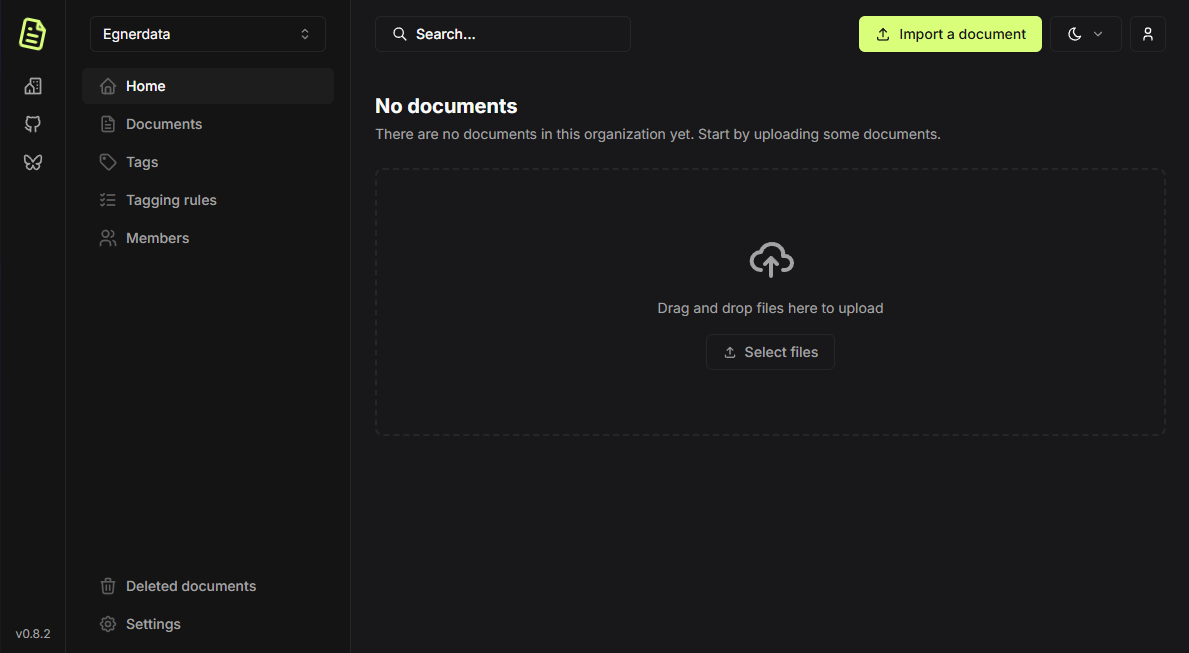 Egnerdata
Home
Documents
Tags
Tagging rules
Members
Deleted documents
Settings
v0.8.2
Search...
Import a document
No documents
There are no documents in this organization yet. Start by uploading some documents.
Drag and drop files here to upload
Select files